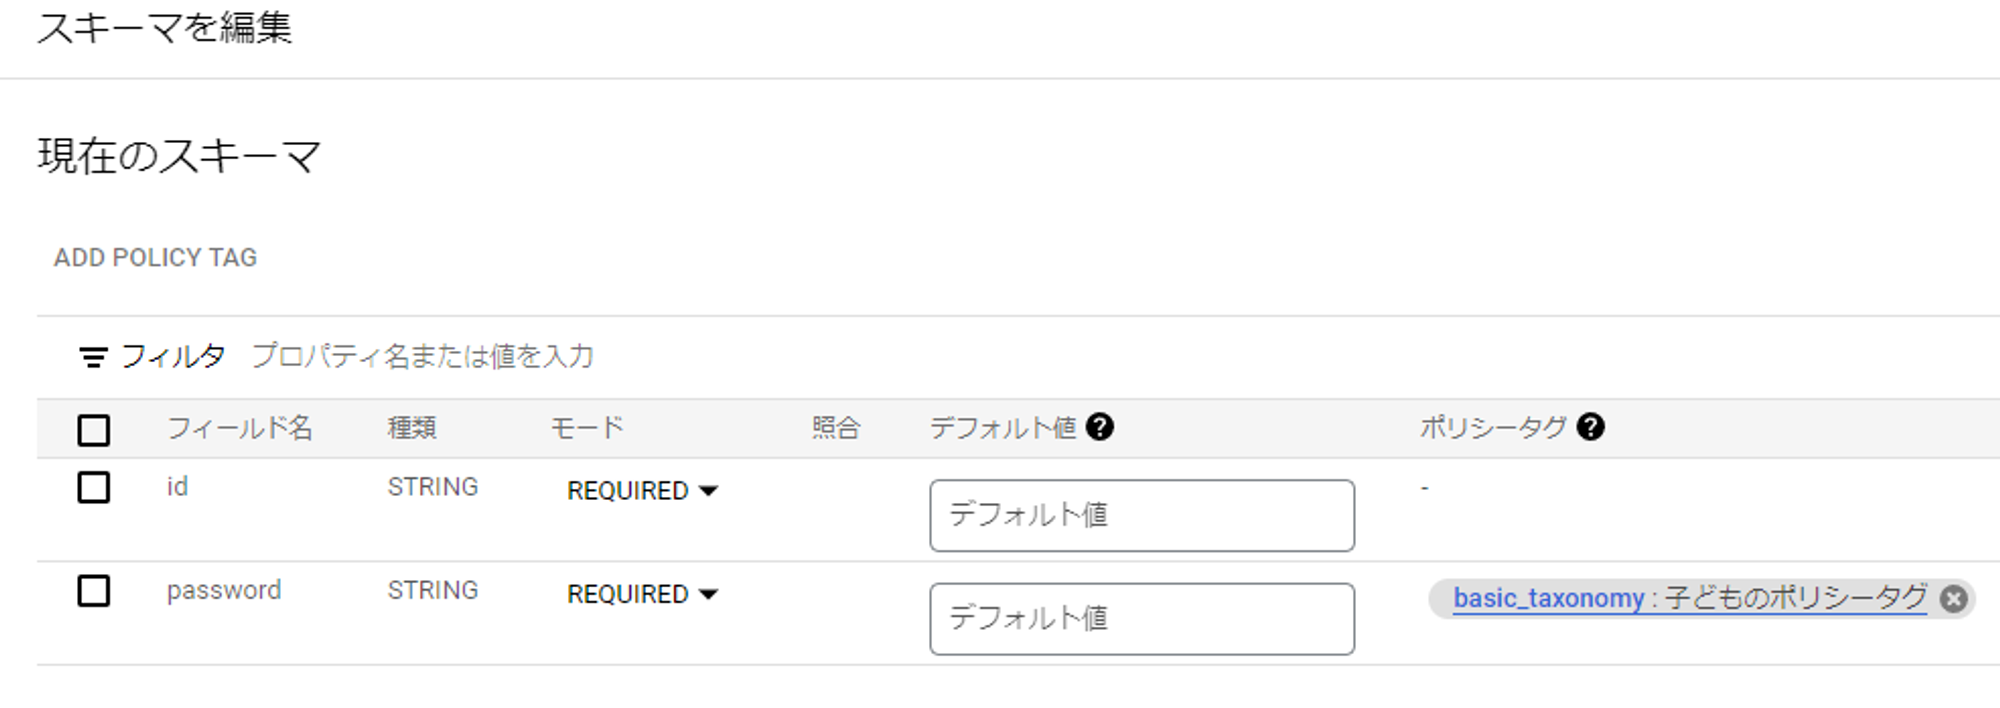 スキーマを編集
現在のスキーマ
ADD POLICY TAG
フィルタ プロパティ名または値を入力
フィールド名 種類 モード 照合 デフォルト値 ? ポリシータグ ?
id STRING REQUIRED デフォルト値 -
password STRING REQUIRED デフォルト値 basic_taxonomy : 子どものポリシータグ